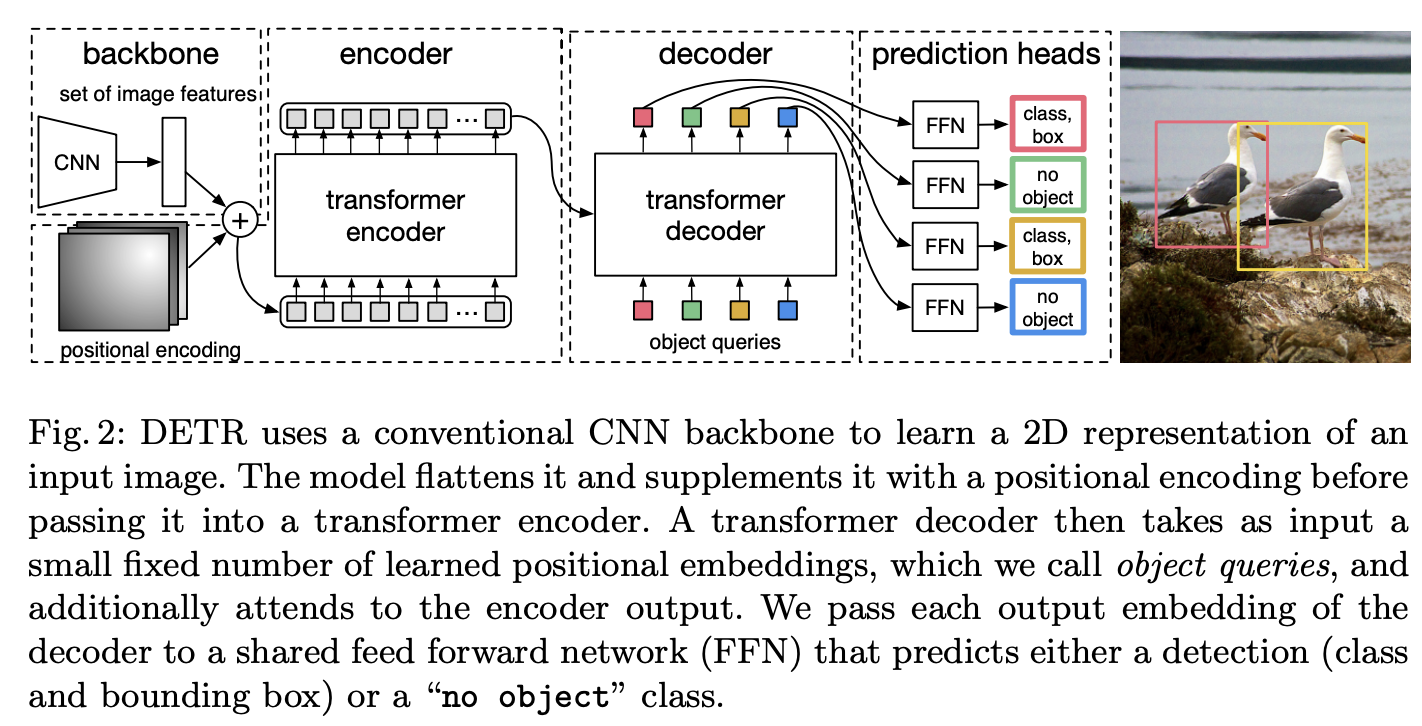 backbone
encoder
decoder
prediction heads
set of image features
CNN
+
positional encoding
...
transformer
encoder
...
transformer
decoder
object queries
FFN
class,
box
FFN
no
object
FFN
class,
box
FFN
no
object
Fig. 2: DETR uses a conventional CNN backbone to learn a 2D representation of an
input image. The model flattens it and supplements it with a positional encoding before
passing it into a transformer encoder. A transformer decoder then takes as input a
small fixed number of learned positional embeddings, which we call object queries, and
additionally attends to the encoder output. We pass each output embedding of the
decoder to a shared feed forward network (FFN) that predicts either a detection (class
and bounding box) or a “no object” class.